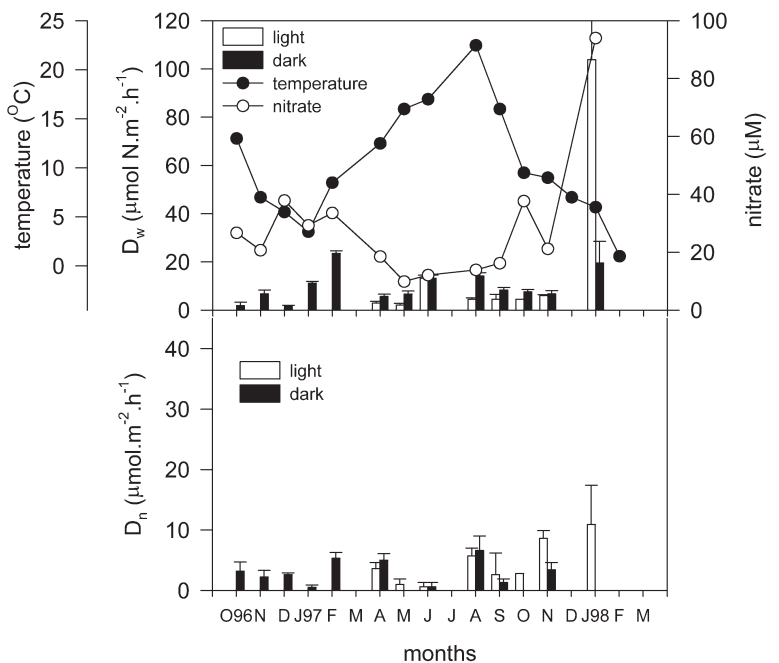 temperature (°C)
25
20
15
10
5
0
D_w (μmol N.m^-2.h^-1)
120
100
80
60
40
20
0
light
dark
temperature
nitrate
100
80
60
40
20
0
nitrate (μM)
D_n (μmol.m^-2.h^-1)
40
30
20
10
0
light
dark
O96 N D J97 F M A M J J A S O N D J98 F M
months